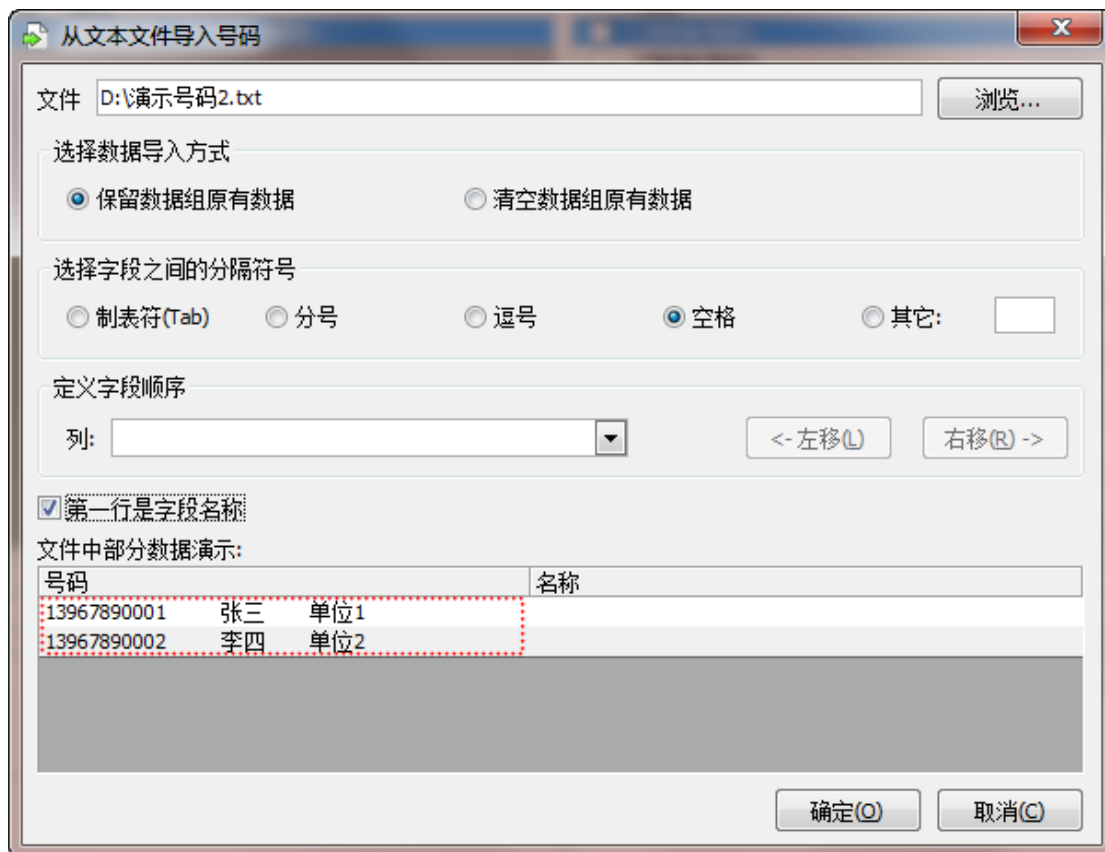 从文本文件导入号码
文件 D:\演示号码2.txt 浏览...
选择数据导入方式
保留数据组原有数据 清空数据组原有数据
选择字段之间的分隔符号
制表符(Tab) 分号 逗号 空格 其它:
定义字段顺序
列: <-左移(L) 右移(R)->
第一行是字段名称
文件中部分数据演示:
号码 名称
13967890001 张三 单位1
13967890002 李四 单位2
确定(O) 取消(C)